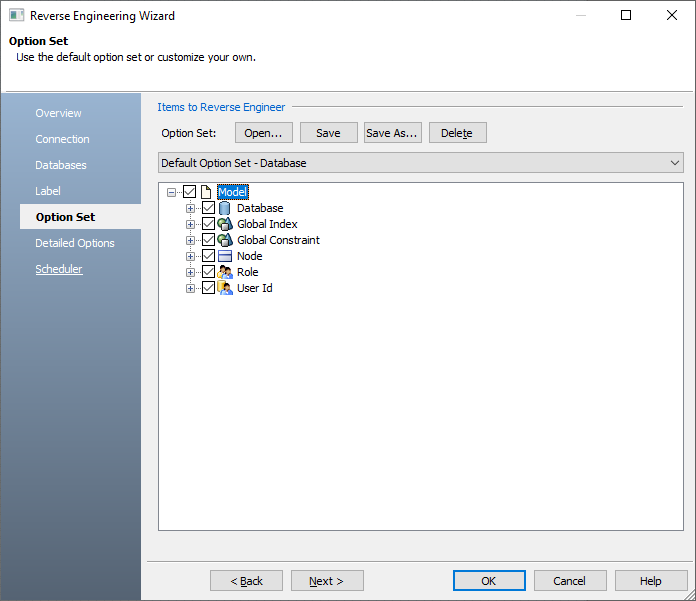 Reverse Engineering Wizard
Option Set
Use the default option set or customize your own.
Overview
Connection
Databases
Label
Option Set
Detailed Options
Scheduler
Items to Reverse Engineer
Option Set: Open... Save Save As... Delete
Default Option Set - Database
Model
Database
Global Index
Global Constraint
Node
Role
User Id
< Back Next > OK Cancel Help